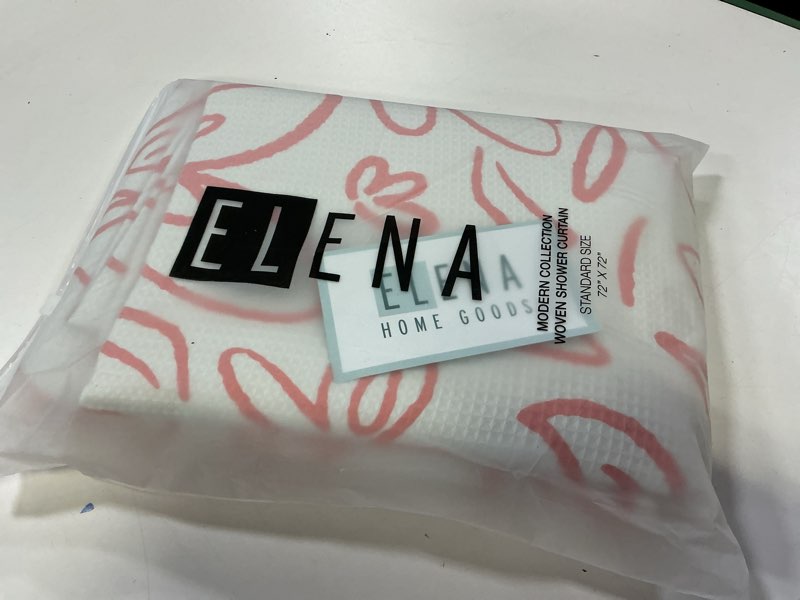 ELENA
ELENA
HOME GOODS
MODERN COLLECTION
WOVEN SHOWER CURTAIN
STANDARD SIZE
72" X 72"